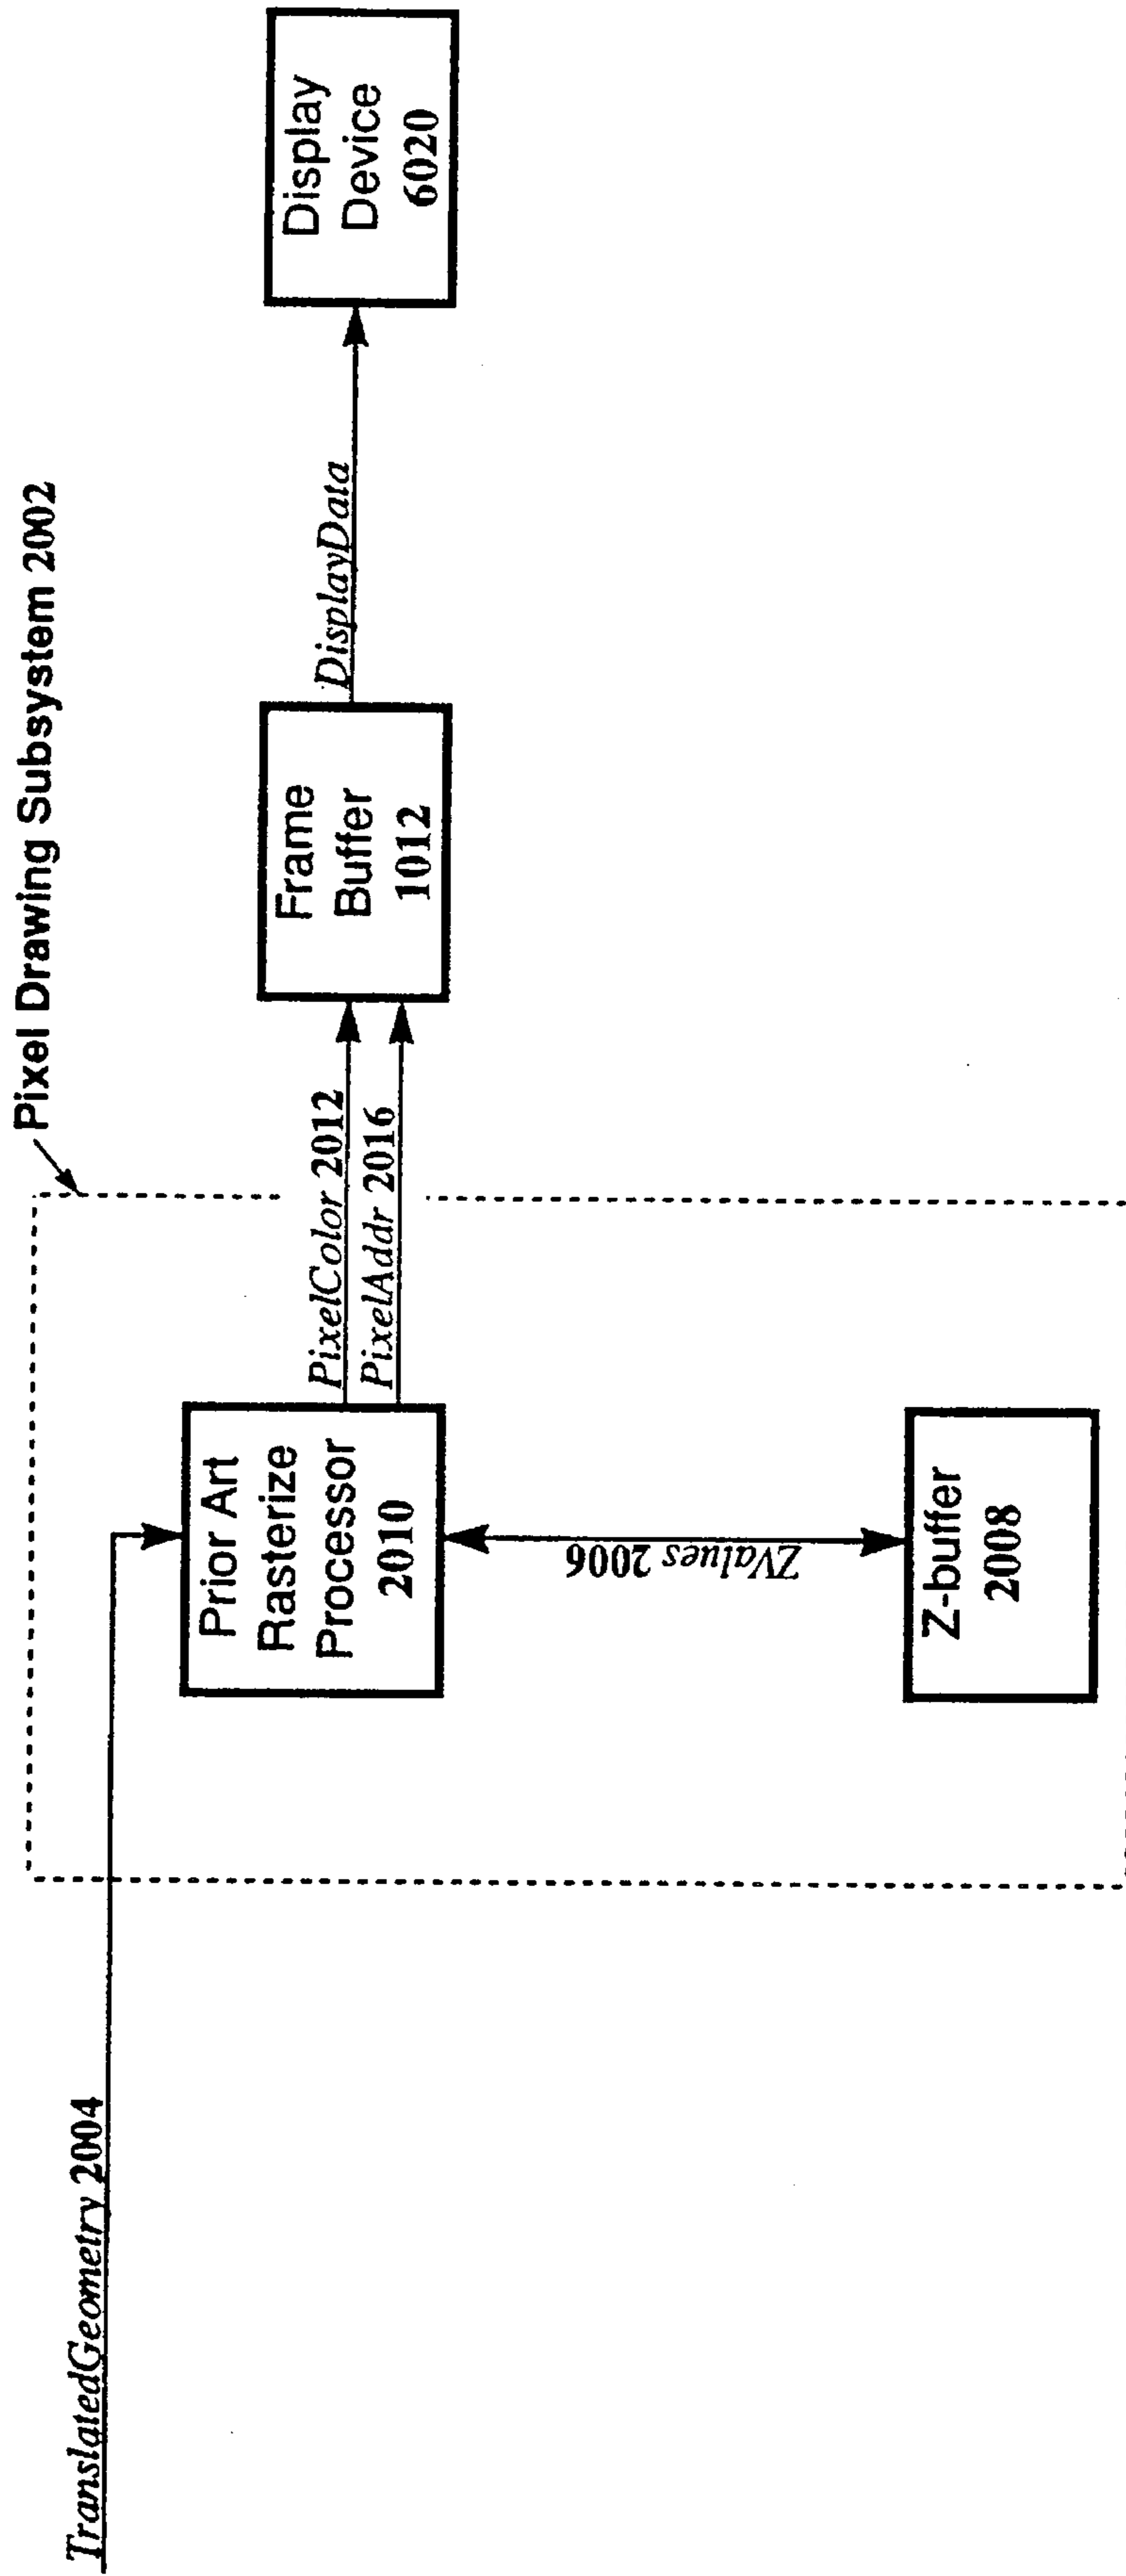 Pixel Drawing Subsystem 2002
TranslatedGeometry 2004
Prior Art
Rasterize
Processor
2010
PixelColor 2012
PixelAddr 2016
Frame
Buffer
1012
DisplayData
Display
Device
6020
ZValues 2006
Z-buffer
2008